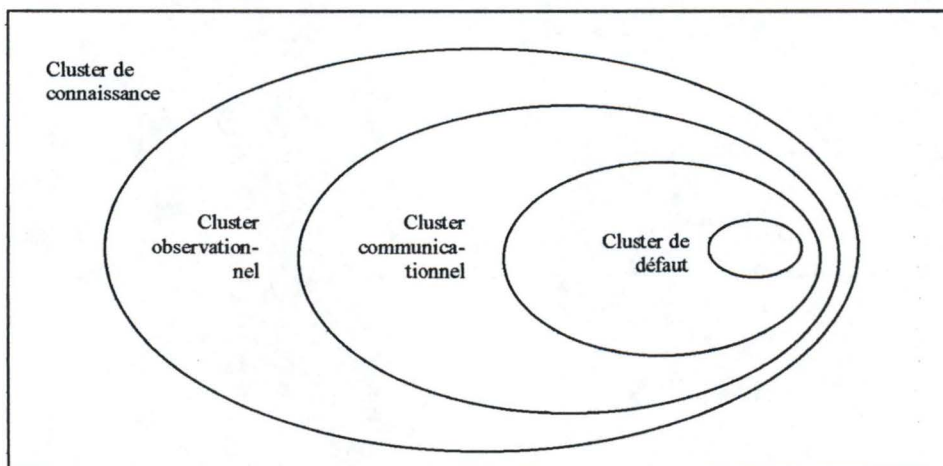 Cluster de
connaissance
Cluster
observation-
nel
Cluster
communica-
tionnel
Cluster de
défaut